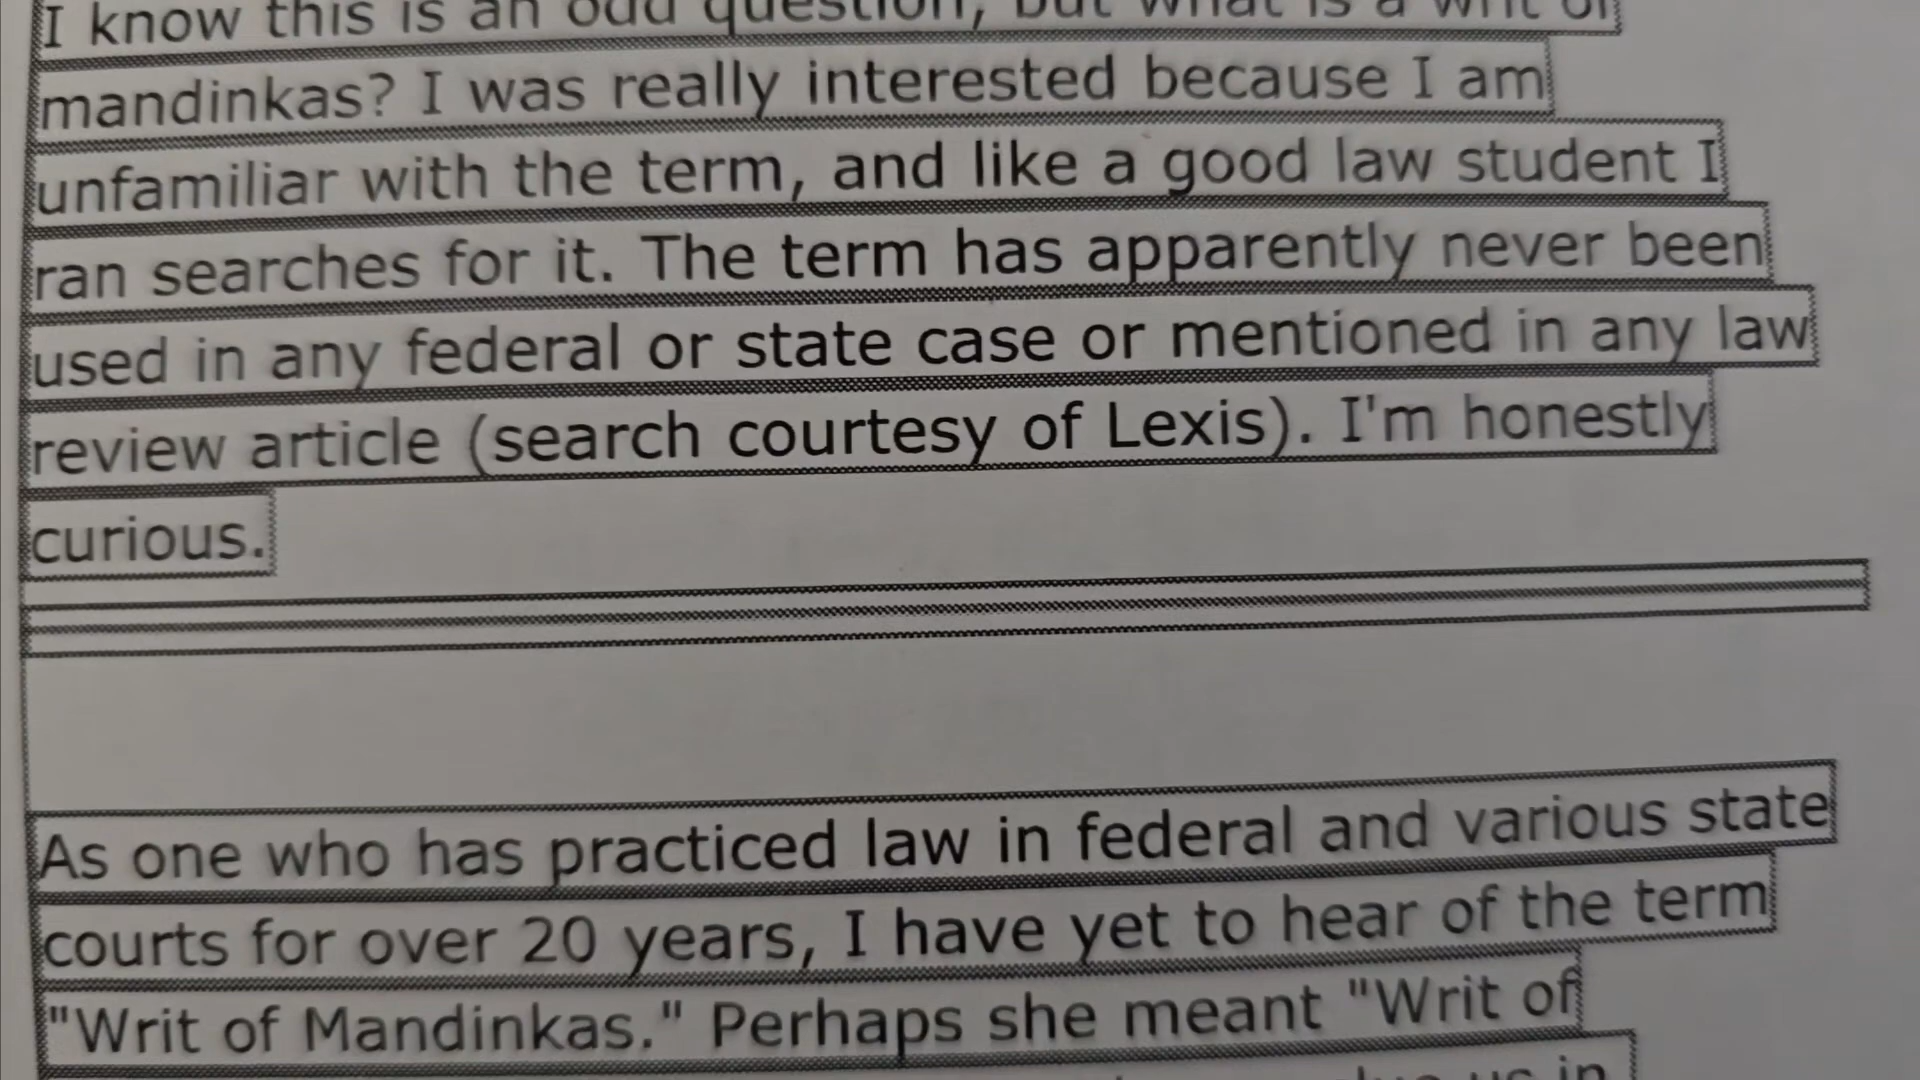 I know this is an odd question, but what is a writ of
mandinkas? I was really interested because I am
unfamiliar with the term, and like a good law student I
ran searches for it. The term has apparently never been
used in any federal or state case or mentioned in any law
review article (search courtesy of Lexis). I'm honestly
curious.
As one who has practiced law in federal and various state
courts for over 20 years, I have yet to hear of the term
"Writ of Mandinkas." Perhaps she meant "Writ of
us in